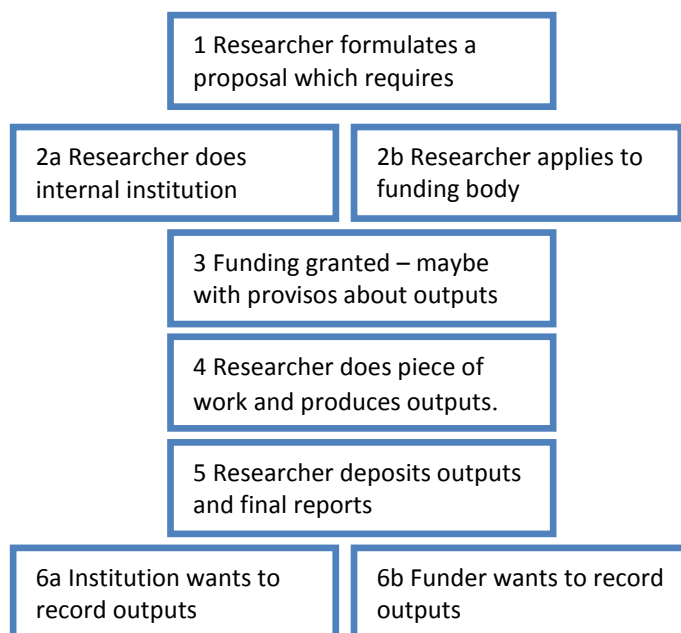 1 Researcher formulates a
proposal which requires
2a Researcher does
internal institution
2b Researcher applies to
funding body
3 Funding granted – maybe
with provisos about outputs
4 Researcher does piece of
work and produces outputs.
5 Researcher deposits outputs
and final reports
6a Institution wants to
record outputs
6b Funder wants to record
outputs